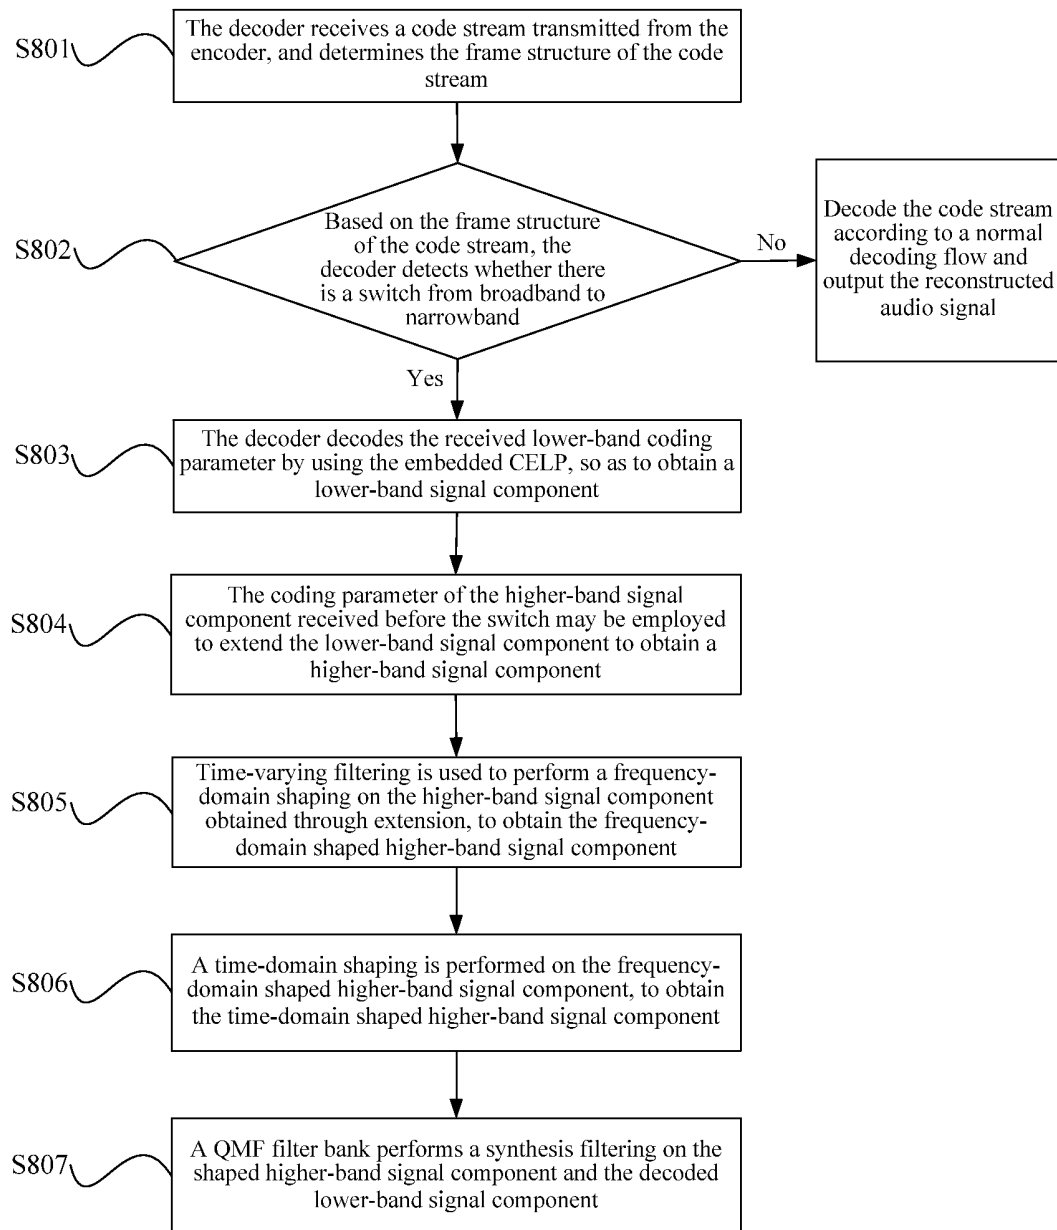 S801
The decoder receives a code stream transmitted from the
encoder, and determines the frame structure of the code
stream
S802
Based on the frame structure
of the code stream, the
decoder detects whether there
is a switch from broadband to
narrowband
No
Decode the code stream
according to a normal
decoding flow and
output the reconstructed
audio signal
Yes
S803
The decoder decodes the received lower-band coding
parameter by using the embedded CELP, so as to obtain a
lower-band signal component
S804
The coding parameter of the higher-band signal
component received before the switch may be employed
to extend the lower-band signal component to obtain a
higher-band signal component
S805
Time-varying filtering is used to perform a frequency-
domain shaping on the higher-band signal component
obtained through extension, to obtain the frequency-
domain shaped higher-band signal component
S806
A time-domain shaping is performed on the frequency-
domain shaped higher-band signal component, to obtain
the time-domain shaped higher-band signal component
S807
A QMF filter bank performs a synthesis filtering on the
shaped higher-band signal component and the decoded
lower-band signal component